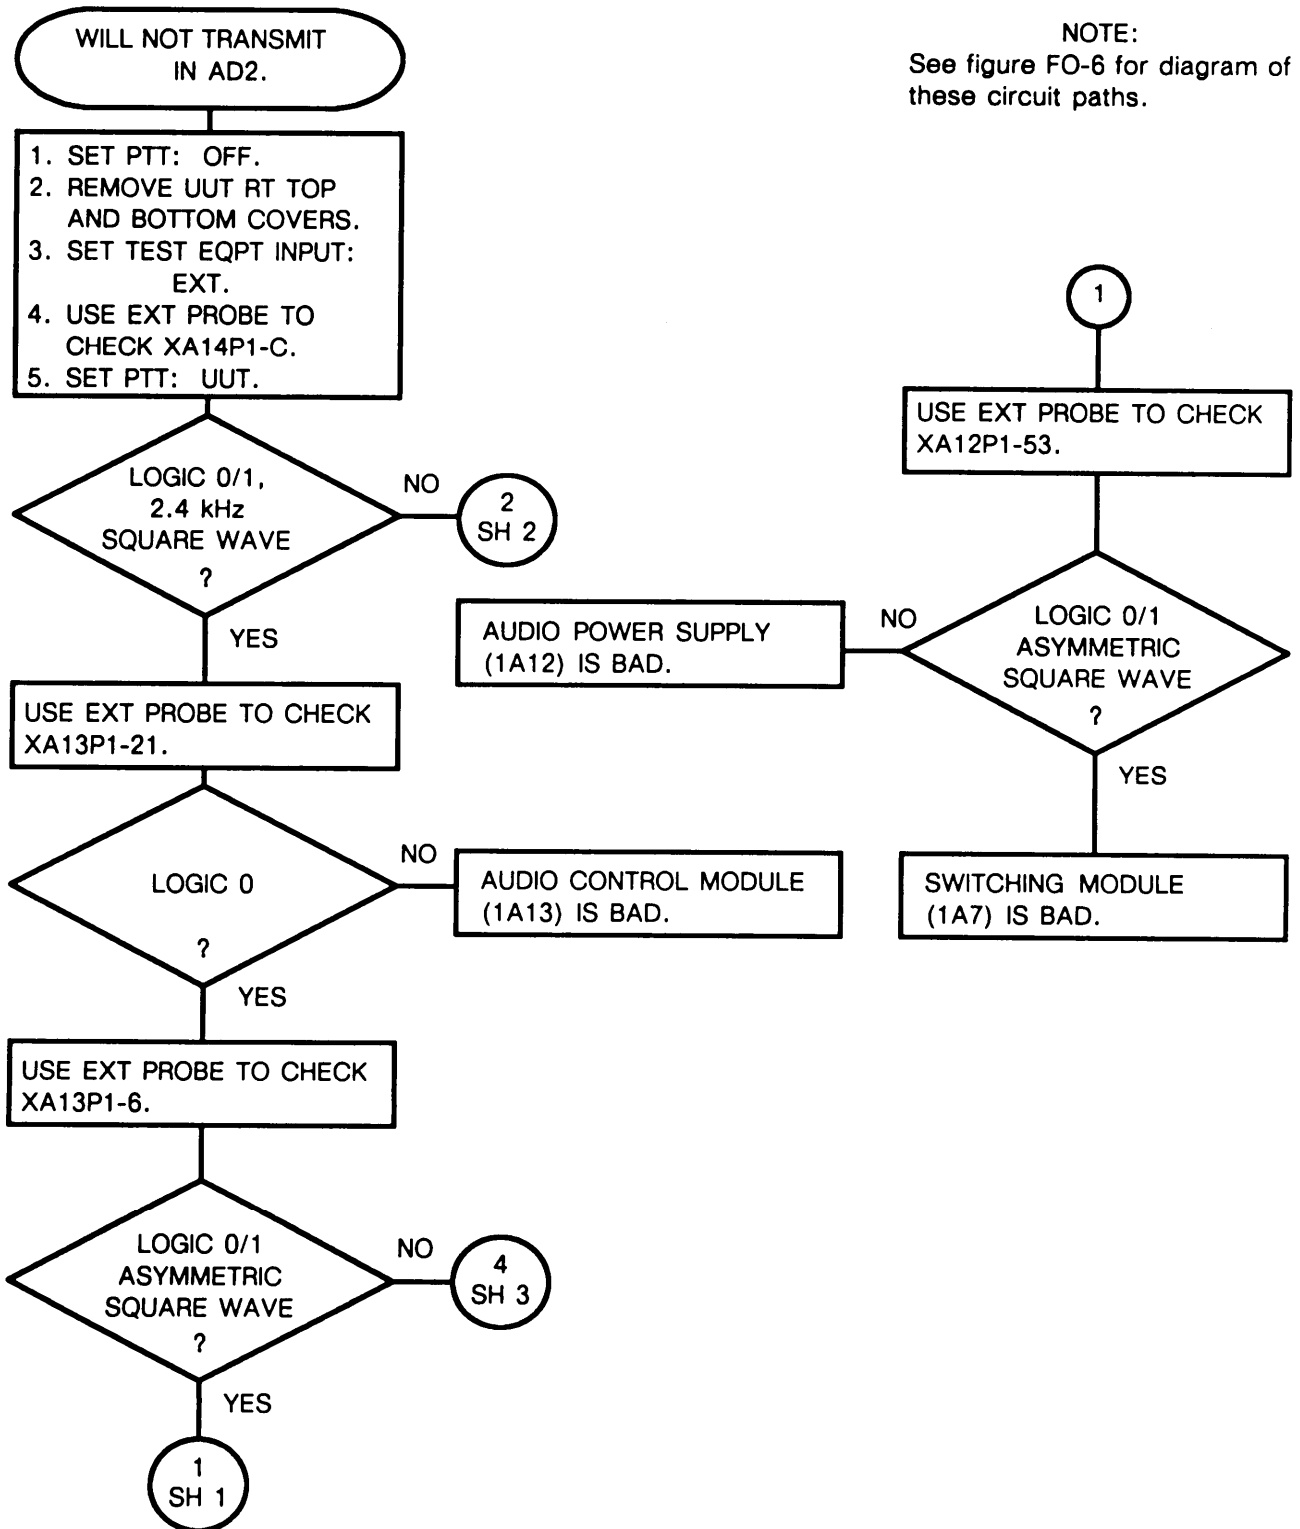 WILL NOT TRANSMIT
IN AD2.
NOTE:
See figure FO-6 for diagram of
these circuit paths.
1. SET PTT: OFF.
2. REMOVE UUT RT TOP
AND BOTTOM COVERS.
3. SET TEST EQPT INPUT:
EXT.
4. USE EXT PROBE TO
CHECK XA14P1-C.
5. SET PTT: UUT.
LOGIC 0/1,
2.4 kHz
SQUARE WAVE
?
NO
2
SH 2
YES
USE EXT PROBE TO CHECK
XA13P1-21.
LOGIC 0
?
NO
AUDIO CONTROL MODULE
(1A13) IS BAD.
YES
USE EXT PROBE TO CHECK
XA13P1-6.
LOGIC 0/1
ASYMMETRIC
SQUARE WAVE
?
NO
4
SH 3
YES
1
SH 1
1
USE EXT PROBE TO CHECK
XA12P1-53.
LOGIC 0/1
ASYMMETRIC
SQUARE WAVE
?
NO
AUDIO POWER SUPPLY
(1A12) IS BAD.
YES
SWITCHING MODULE
(1A7) IS BAD.